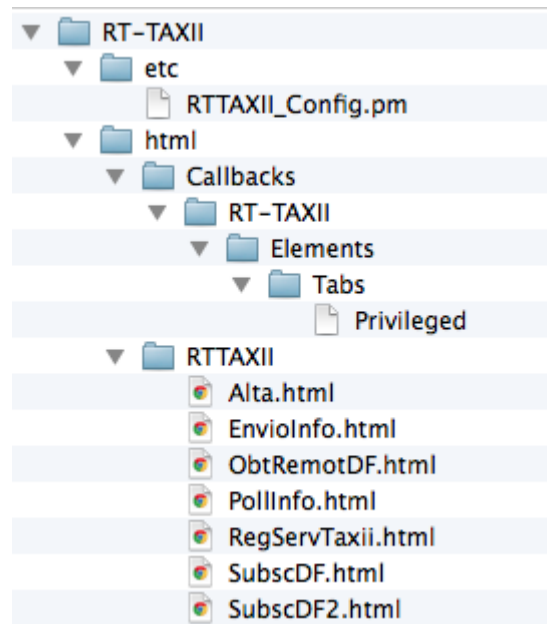 RT-TAXII
etc
RTTAXII_Config.pm
html
Callbacks
RT-TAXII
Elements
Tabs
Privileged
RTTAXII
Alta.html
EnvioInfo.html
ObtRemotDF.html
PollInfo.html
RegServTaxii.html
SubscDF.html
SubscDF2.html